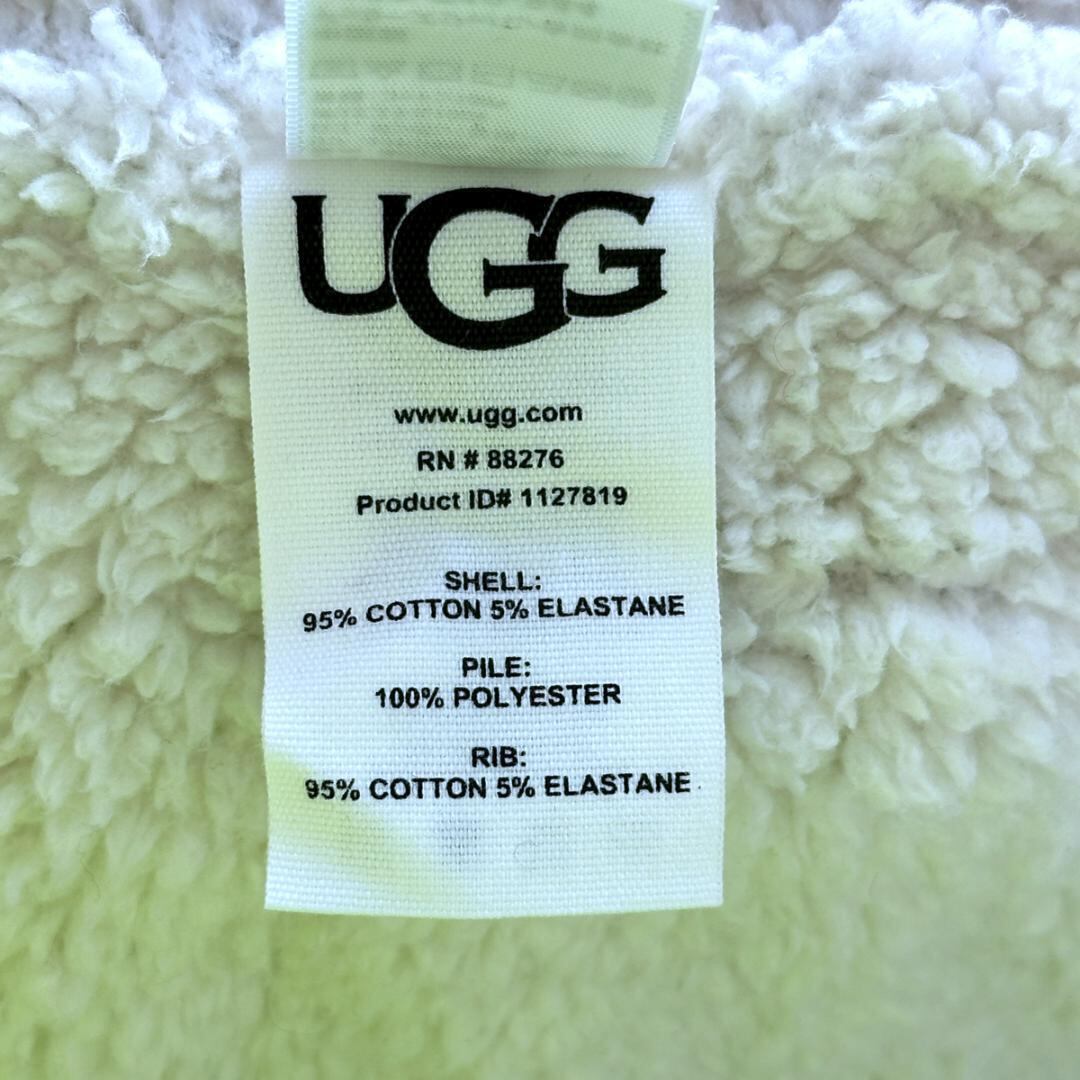 UGG
www.ugg.com
RN # 88276
Product ID# 1127819
SHELL:
95% COTTON 5% ELASTANE
PILE:
100% POLYESTER
RIB:
95% COTTON 5% ELASTANE